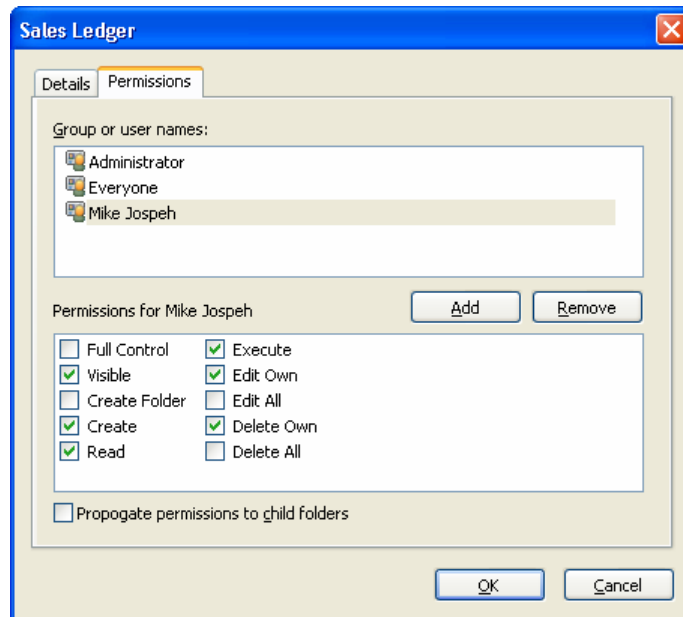 Sales Ledger
Details Permissions
Group or user names:
Administrator
Everyone
Mike Jospeh
Permissions for Mike Jospeh Add Remove
Full Control Execute
Visible Edit Own
Create Folder Edit All
Create Delete Own
Read Delete All
Propogate permissions to child folders
OK Cancel